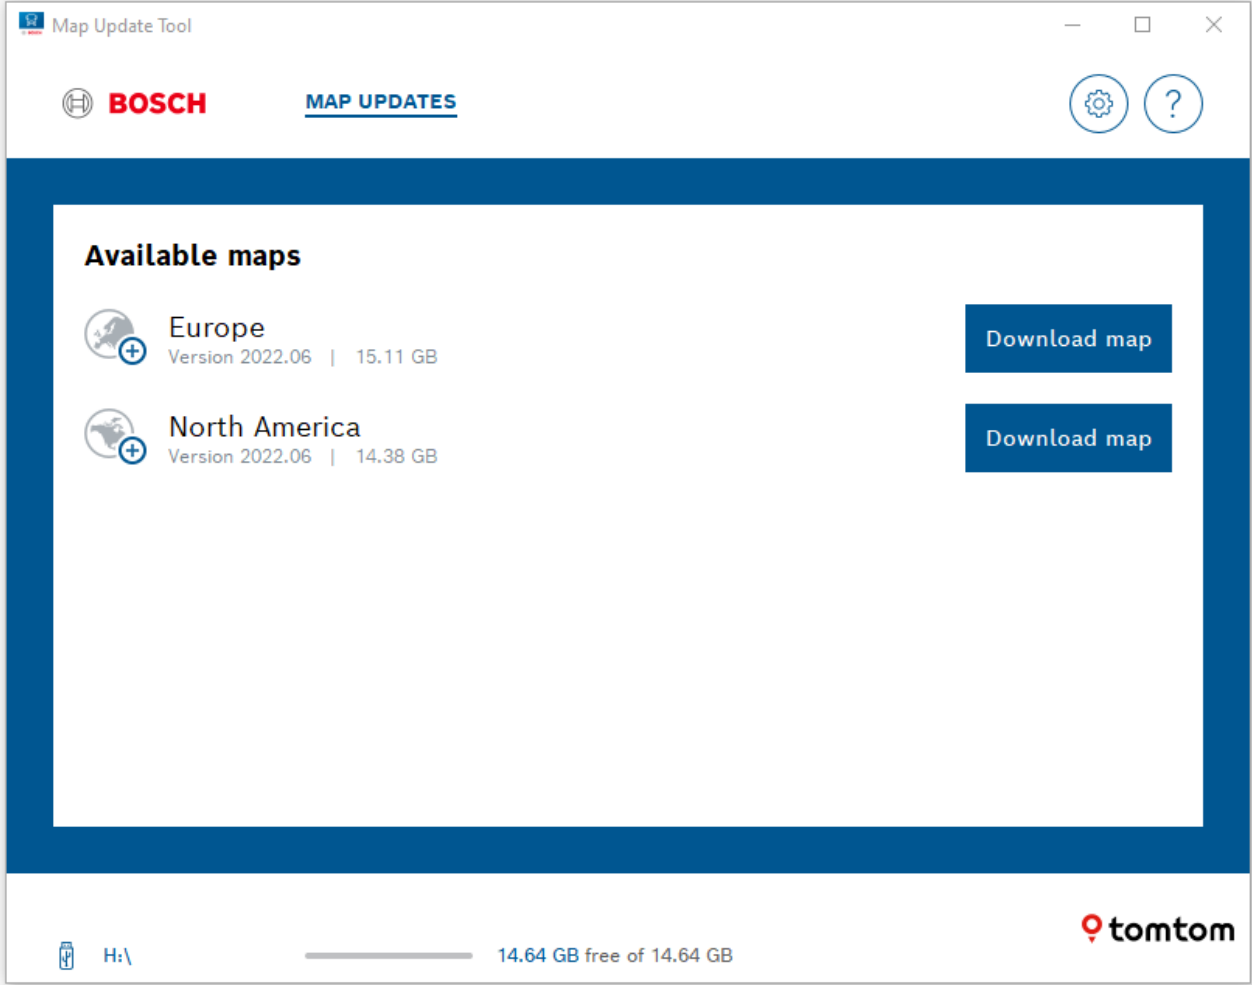 Map Update Tool
BOSCH
MAP UPDATES
?
Available maps
Europe
Version 2022.06 | 15.11 GB
Download map
North America
Version 2022.06 | 14.38 GB
Download map
tomtom
H:\
14.64 GB free of 14.64 GB